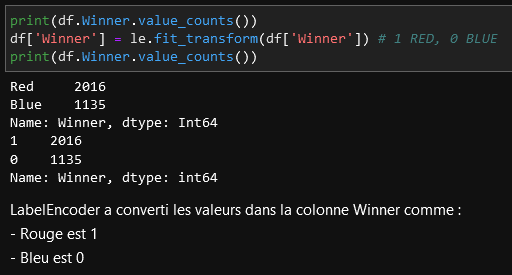 print(df.Winner.value_counts())
df['Winner'] = le.fit_transform(df['Winner']) # 1 RED, 0 BLUE
print(df.Winner.value_counts())
Red     2016
Blue    1135
Name: Winner, dtype: Int64
1    2016
0    1135
Name: Winner, dtype: int64
LabelEncoder a converti les valeurs dans la colonne Winner comme :
- Rouge est 1
- Bleu est 0